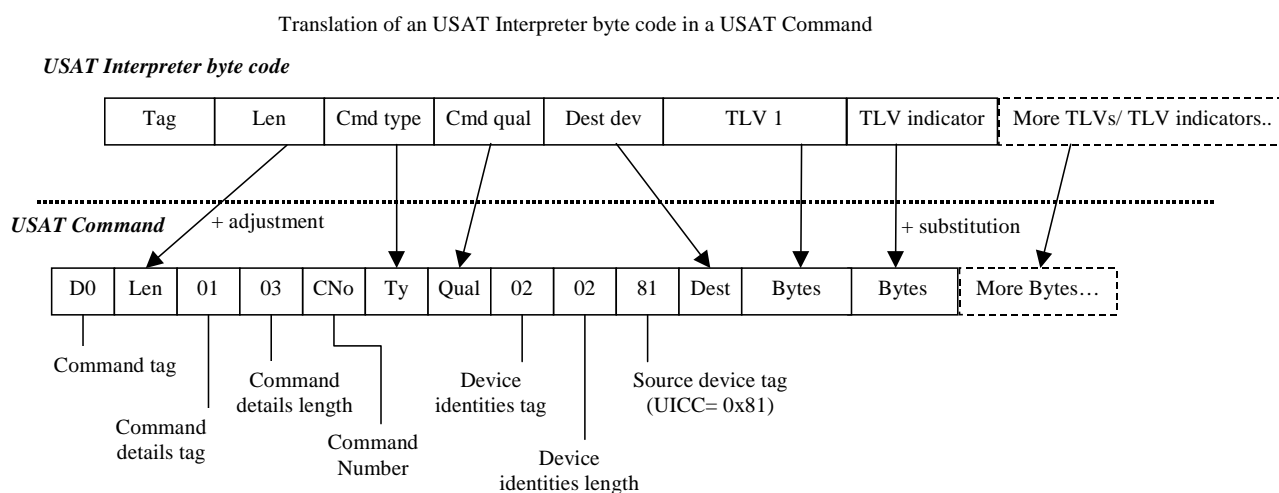 Translation of an USAT Interpreter byte code in a USAT Command
USAT Interpreter byte code
Tag Len Cmd type Cmd qual Dest dev TLV 1 TLV indicator More TLVs/ TLV indicators..
USAT Command
+ adjustment
+ substitution
D0 Len 01 03 CNo Ty Qual 02 02 81 Dest Bytes Bytes More Bytes…
Command tag
Command
details tag
Command
details length
Command
Number
Device
identities tag
Device
identities length
Source device tag
(UICC= 0x81)